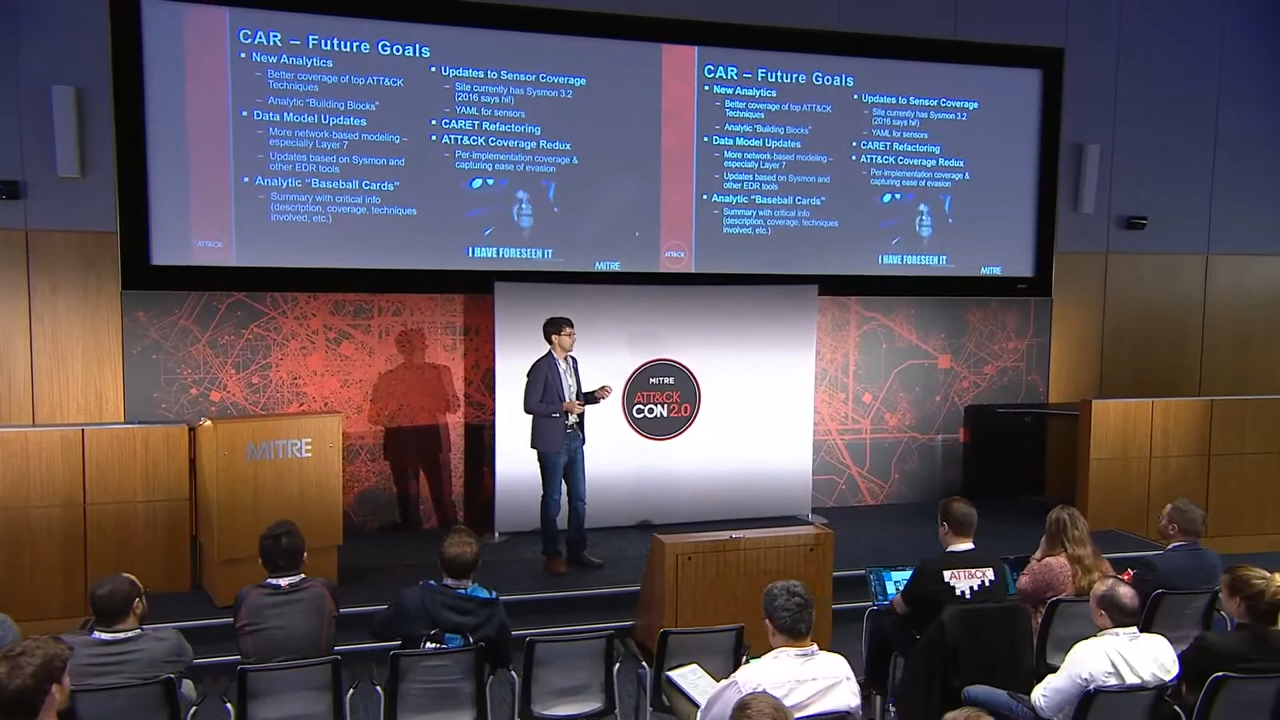 CAR – Future Goals
▪ New Analytics
– Better coverage of top ATT&CK
Techniques
– Analytic “Building Blocks”
▪ Data Model Updates
– More network-based modeling –
especially Layer 7
– Updates based on Sysmon and
other EDR tools
▪ Analytic “Baseball Cards”
– Summary with critical info
(description, coverage, techniques
involved, etc.)
▪ Updates to Sensor Coverage
– Site currently has Sysmon 3.2
(2016 says hi!)
– YAML for sensors
▪ CARET Refactoring
▪ ATT&CK Coverage Redux
– Per-implementation coverage &
capturing ease of evasion
I HAVE FORESEEN IT
ATT&CK
MITRE
CAR – Future Goals
▪ New Analytics
– Better coverage of top ATT&CK
Techniques
– Analytic “Building Blocks”
▪ Data Model Updates
– More network-based modeling –
especially Layer 7
– Updates based on Sysmon and
other EDR tools
▪ Analytic “Baseball Cards”
– Summary with critical info
(description, coverage, techniques
involved, etc.)
▪ Updates to Sensor Coverage
– Site currently has Sysmon 3.2
(2016 says hi!)
– YAML for sensors
▪ CARET Refactoring
▪ ATT&CK Coverage Redux
– Per-implementation coverage &
capturing ease of evasion
I HAVE FORESEEN IT
ATT&CK
MITRE
MITRE
ATT&CK
CON 2.0
MITRE
ATT&CK